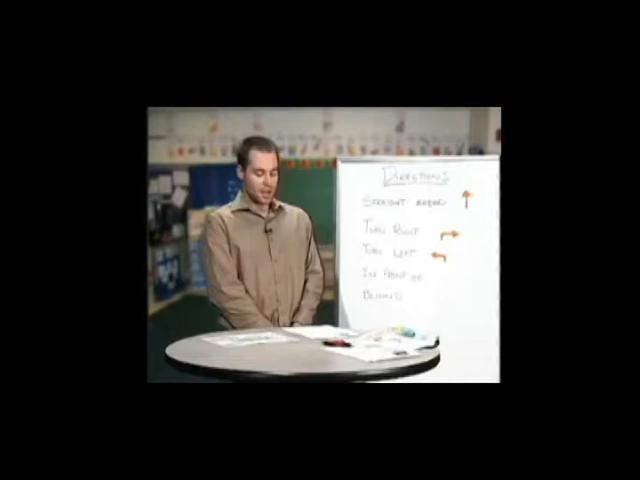 Directions
Straight ahead
Turn Right
Turn Left
In front of
Behind